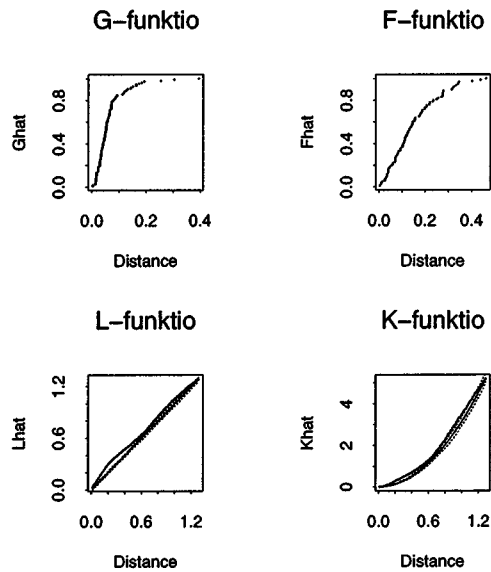 G–funktio
Ghat
0.0 0.4 0.8
0.0 0.2 0.4
Distance
F–funktio
Fhat
0.0 0.4 0.8
0.0 0.2 0.4
Distance
L–funktio
Lhat
0.0 0.6 1.2
0.0 0.6 1.2
Distance
K–funktio
Khat
0 2 4
0.0 0.6 1.2
Distance